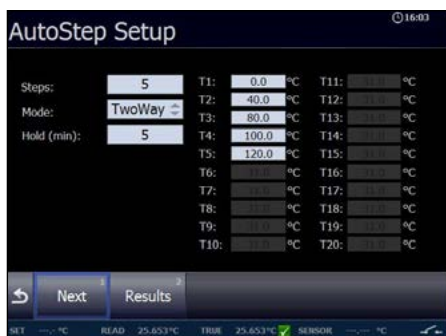 16:03
AutoStep Setup
Steps: 5
Mode: TwoWay
Hold (min): 5
T1: 0.0 °C
T2: 40.0 °C
T3: 80.0 °C
T4: 100.0 °C
T5: 120.0 °C
T6: °C
T7: °C
T8: °C
T9: °C
T10: °C
T11: °C
T12: °C
T13: °C
T14: °C
T15: °C
T16: °C
T17: °C
T18: °C
T19: °C
T20: °C
1 Next
2 Results
SET ---.- °C READ 25.653°C TRUE 25.653°C SENSOR ---.-- °C